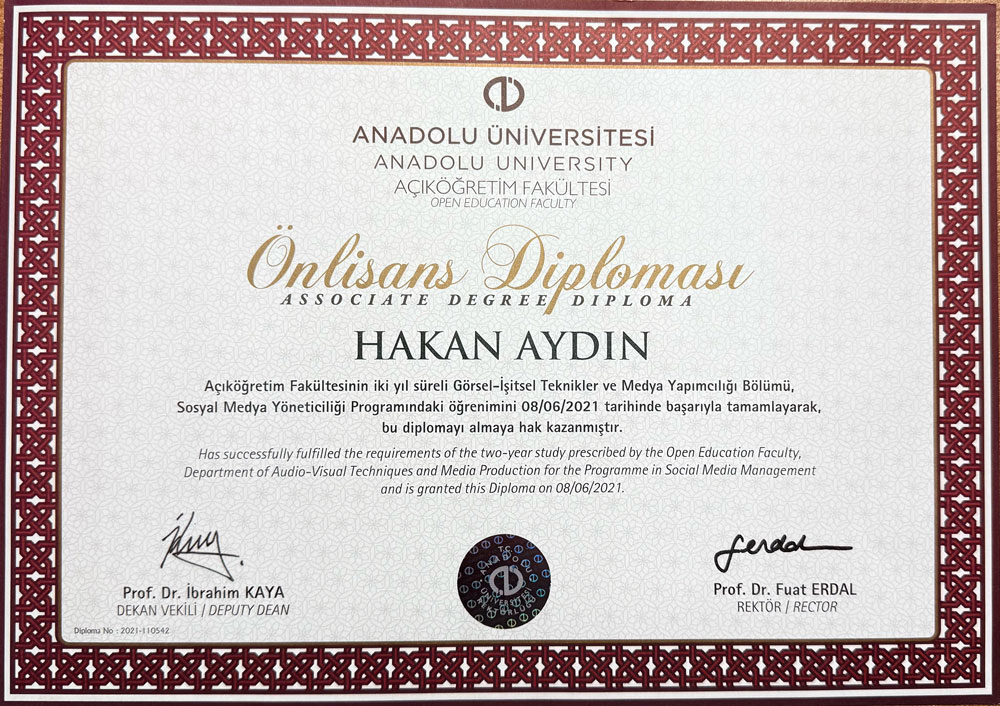 ANADOLU ÜNİVERSİTESİ
ANADOLU UNIVERSITY
AÇIKÖĞRETİM FAKÜLTESİ
OPEN EDUCATION FACULTY
Önlisans Diploması
ASSOCIATE DEGREE DIPLOMA
HAKAN AYDIN
Açıköğretim Fakültesinin iki yıl süreli Görsel-İşitsel Teknikler ve Medya Yapımcılığı Bölümü,
Sosyal Medya Yöneticiliği Programındaki öğrenimini 08/06/2021 tarihinde başarıyla tamamlayarak,
bu diplomayı almaya hak kazanmıştır.
Has successfully fulfilled the requirements of the two-year study prescribed by the Open Education Faculty,
Department of Audio-Visual Techniques and Media Production for the Programme in Social Media Management
and is granted this Diploma on 08/06/2021.
Prof. Dr. İbrahim KAYA
DEKAN VEKİLİ / DEPUTY DEAN
Prof. Dr. Fuat ERDAL
REKTÖR / RECTOR
T.C.
ANADOLU
ÜNİVERSİTESİ
REKTÖRLÜĞÜ
Diploma No : 2021-110542